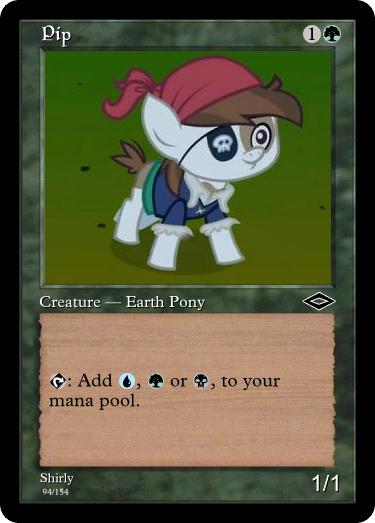 Pip 1
Creature — Earth Pony
: Add , or , to your
mana pool.
Shirly
94/154
1/1